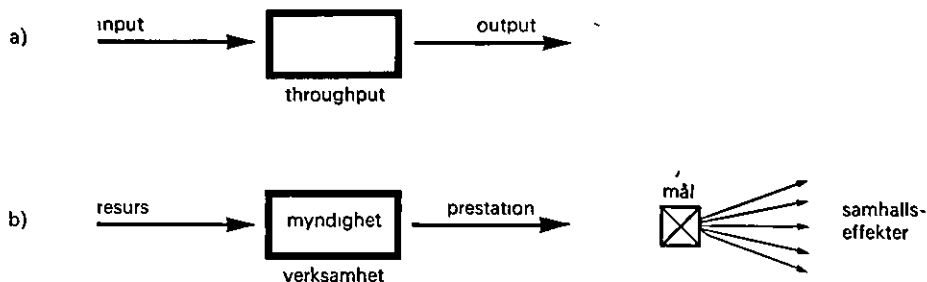 a) input output
throughput
b) resurs myndighet prestation mål samhalls-
effekter
verksamhet